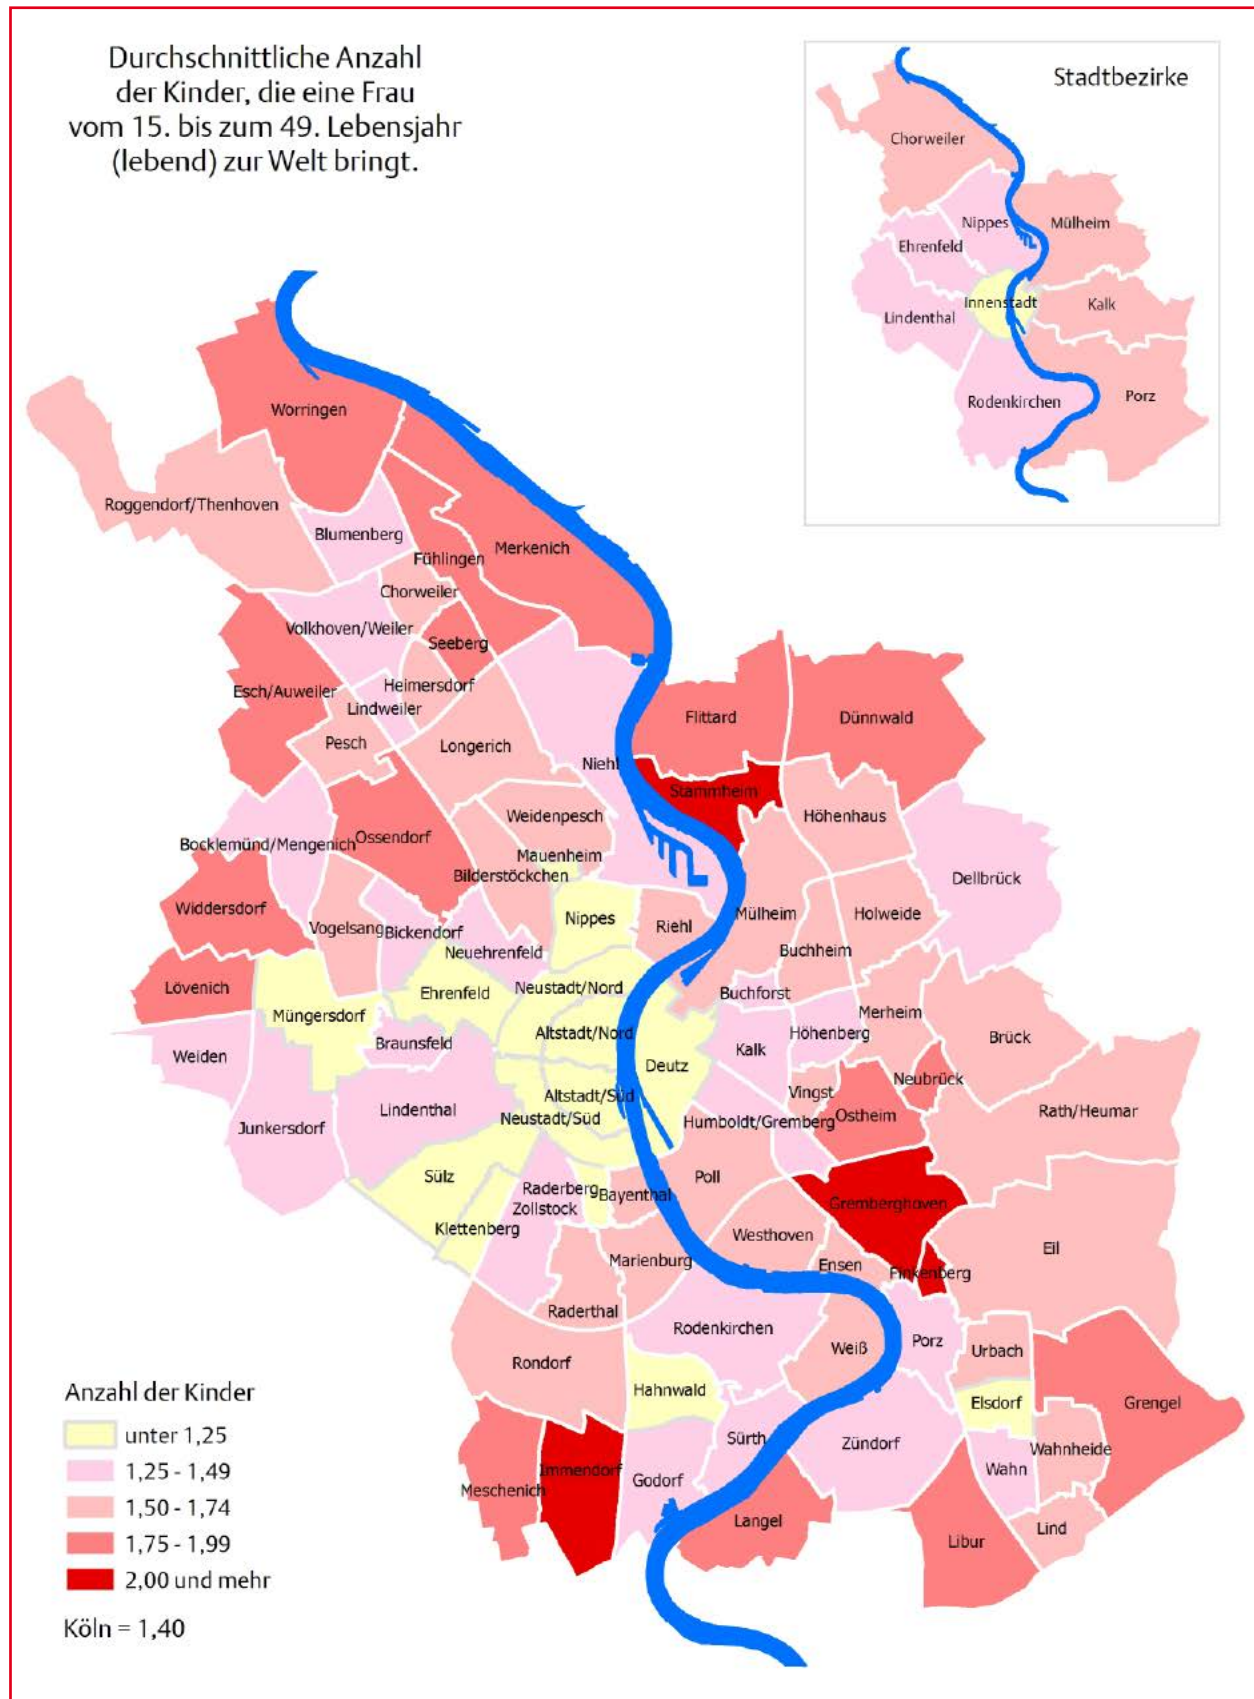 Durchschnittliche Anzahl
der Kinder, die eine Frau
vom 15. bis zum 49. Lebensjahr
(lebend) zur Welt bringt.
Stadtbezirke
Chorweiler
Nippes
Mülheim
Ehrenfeld
Innenstadt
Kalk
Lindenthal
Rodenkirchen
Porz
Worringen
Roggendorf/Thenhoven
Blumenberg
Merkenich
Fühlingen
Chorweiler
Volkhoven/Weiler
Seeberg
Esch/Auweiler
Heimersdorf
Lindweiler
Pesch
Longerich
Flittard
Dünnwald
Niehl
Stammheim
Höhenhaus
Weidenpesch
Ossendorf
Bocklemünd/Mengenich
Mauenheim
Bilderstöckchen
Dellbrück
Widdersdorf
Nippes
Mülheim
Holweide
Vogelsang
Bickendorf
Riehl
Buchheim
Neuehrenfeld
Lövenich
Ehrenfeld
Neustadt/Nord
Buchforst
Müngersdorf
Merheim
Altstadt/Nord
Höhenberg
Brück
Braunsfeld
Kalk
Weiden
Deutz
Neubrück
Vingst
Altstadt/Süd
Lindenthal
Rath/Heumar
Neustadt/Süd
Humboldt/Gremberg
Ostheim
Junkersdorf
Sülz
Poll
Raderberg
Bayenthal
Zollstock
Gremberghoven
Klettenberg
Westhoven
Eil
Marienburg
Ensen
Finkenberg
Raderthal
Rodenkirchen
Porz
Weiß
Urbach
Rondorf
Hahnwald
Elsdorf
Grengel
Sürth
Zündorf
Wahnheide
Immendorf
Wahn
Godorf
Meschenich
Langel
Lind
Libur
Anzahl der Kinder
unter 1,25
1,25 - 1,49
1,50 - 1,74
1,75 - 1,99
2,00 und mehr
Köln = 1,40